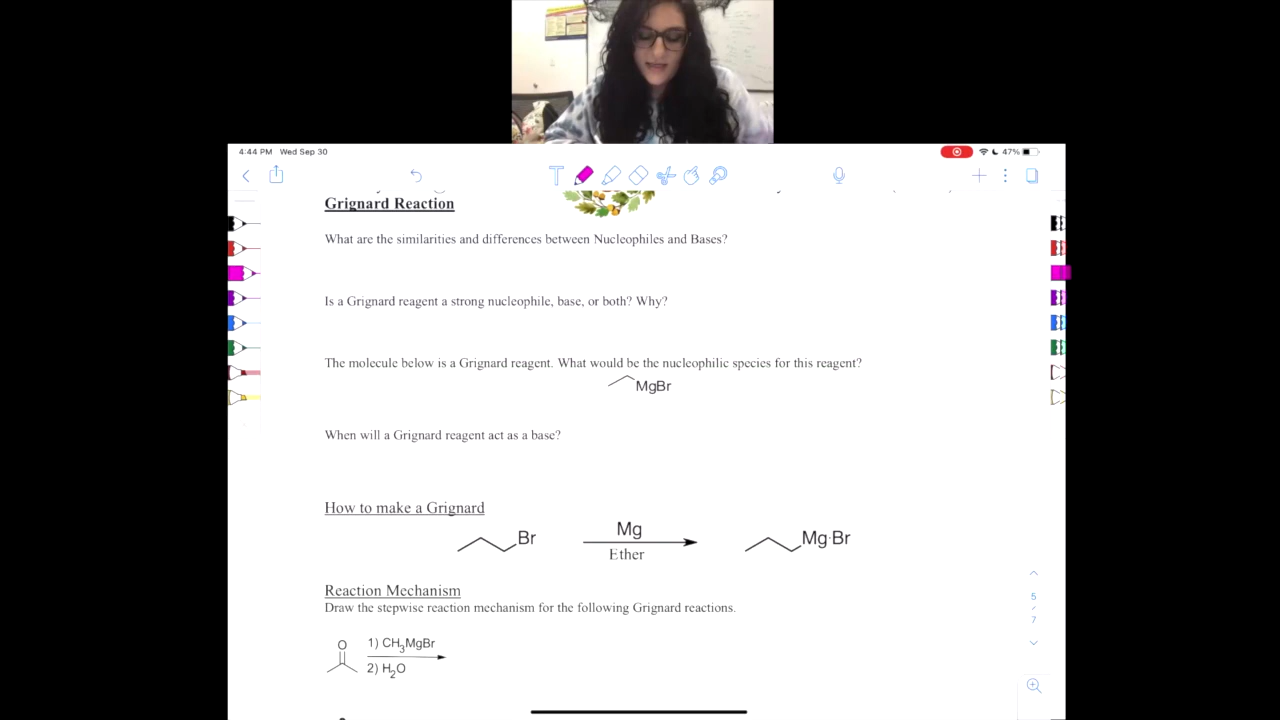 4:44 PM Wed Sep 30
47%
T
Grignard Reaction
What are the similarities and differences between Nucleophiles and Bases?
Is a Grignard reagent a strong nucleophile, base, or both? Why?
The molecule below is a Grignard reagent. What would be the nucleophilic species for this reagent?
MgBr
When will a Grignard reagent act as a base?
How to make a Grignard
Br
Mg
Ether
Mg·Br
Reaction Mechanism
Draw the stepwise reaction mechanism for the following Grignard reactions.
O
1) CH₃MgBr
2) H₂O
5
7